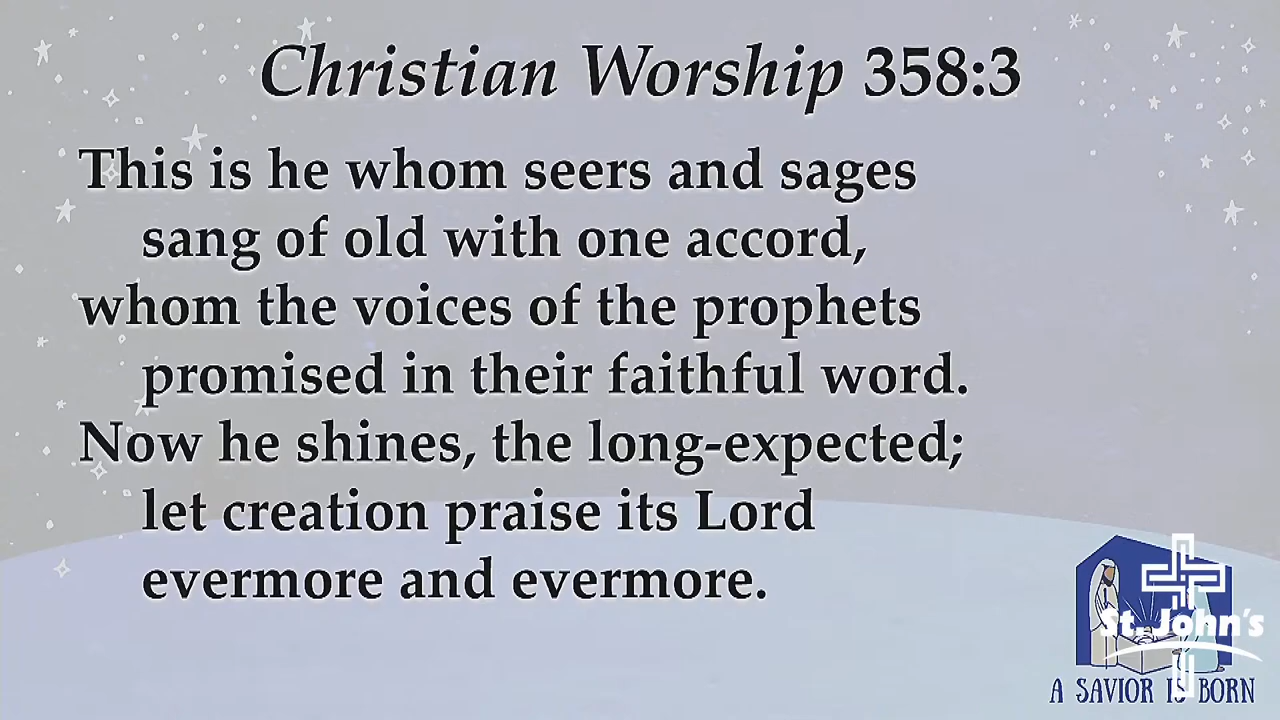 Christian Worship 358:3
This is he whom seers and sages
sang of old with one accord,
whom the voices of the prophets
promised in their faithful word.
Now he shines, the long-expected;
let creation praise its Lord
evermore and evermore.
St. John's
A SAVIOR IS BORN